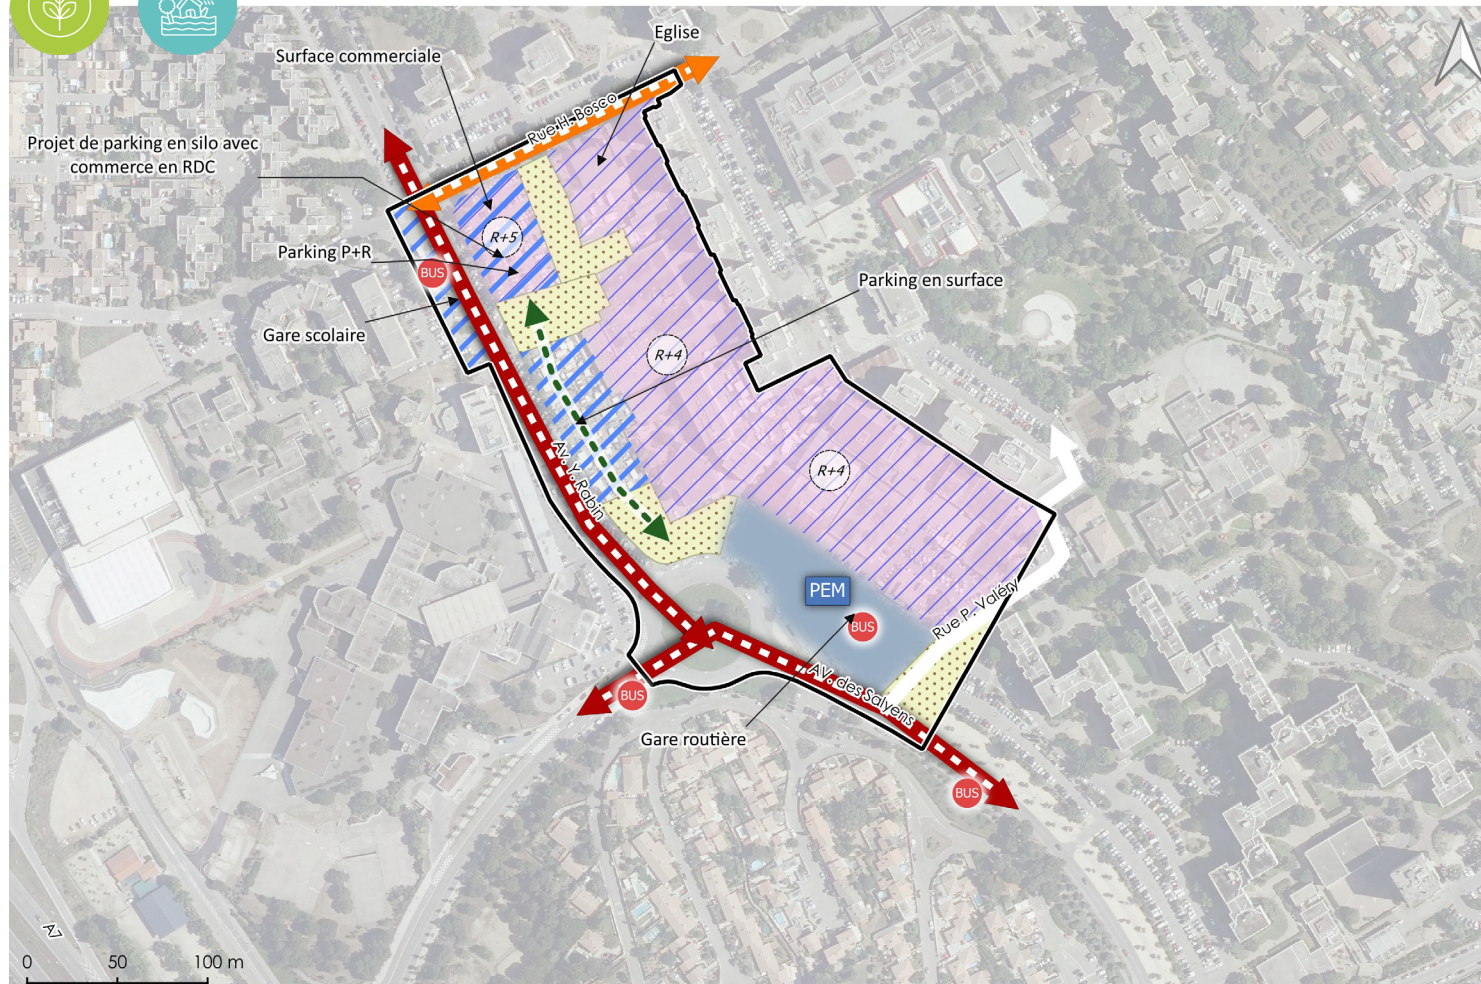 Eglise
Surface commerciale
Rue H. Bosco
Projet de parking en silo avec
commerce en RDC
R+5
Parking P+R
BUS
Parking en surface
Gare scolaire
R+4
R+4
Av. Y. Rabin
PEM
BUS
Rue P. Valéry
BUS
AV. des Salyens
Gare routière
BUS
A7
0 50 100 m